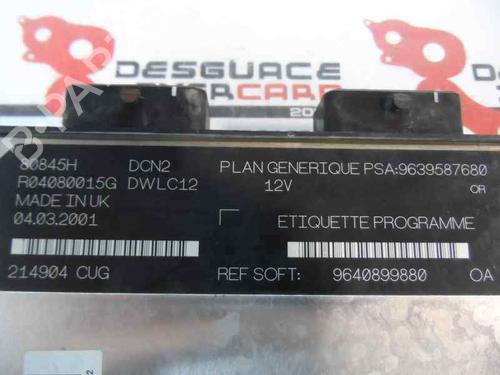 DESGUACE
80845H DCN2 PLAN GENERIQUE PSA:9639587680
R04080015G DWLC12 12V
MADE IN UK
04.03.2001 ETIQUETTE PROGRAMME
214904 CUG REF SOFT: 9640899880 OA